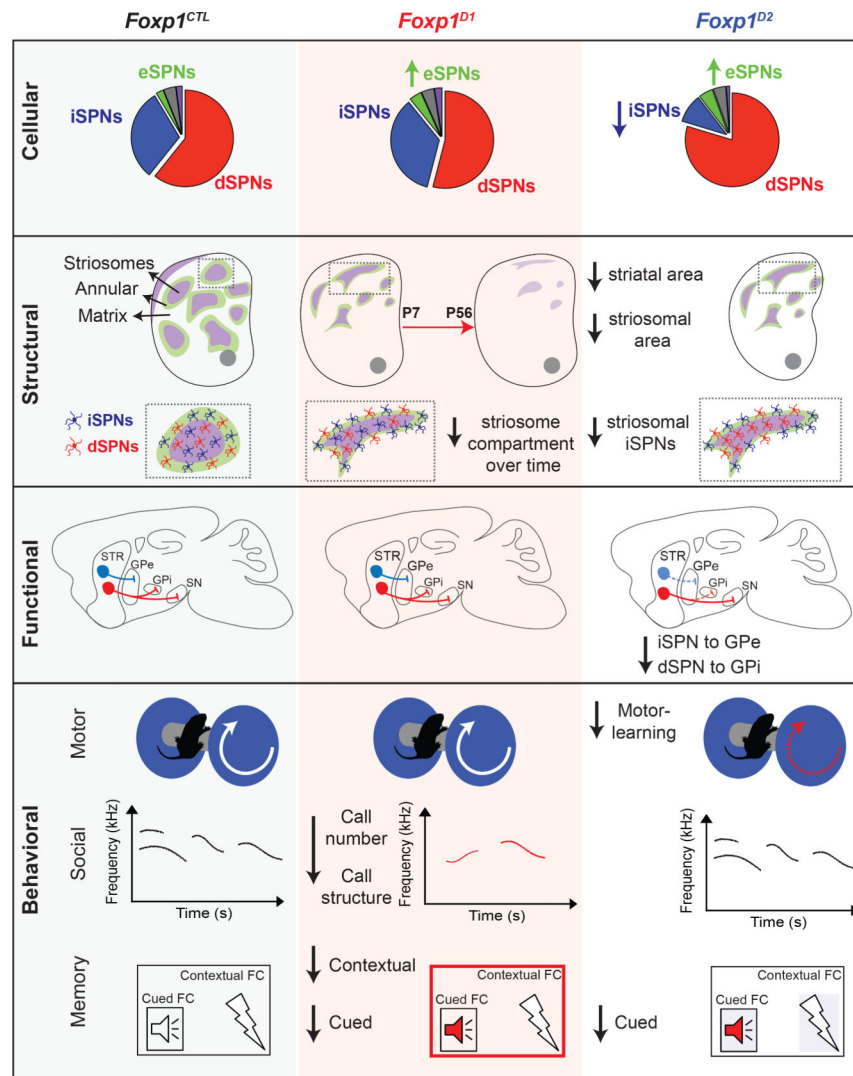 Foxp1CTL
Foxp1D1
Foxp1D2
Cellular
eSPNs
iSPNs
dSPNs
eSPNs
iSPNs
dSPNs
eSPNs
iSPNs
dSPNs
Structural
Striosomes
Annular
Matrix
iSPNs
dSPNs
P7
P56
striosome
compartment
over time
striatal area
striosomal
area
striosomal
iSPNs
Functional
STR
GPe
GPi
SN
STR
GPe
GPi
SN
STR
GPe
GPi
SN
iSPN to GPe
dSPN to GPi
Behavioral
Motor
Motor-
learning
Social
Frequency (kHz)
Time (s)
Call
number
Call
structure
Frequency (kHz)
Time (s)
Frequency (kHz)
Time (s)
Memory
Contextual FC
Cued FC
Contextual
Cued
Contextual FC
Cued FC
Cued
Contextual FC
Cued FC